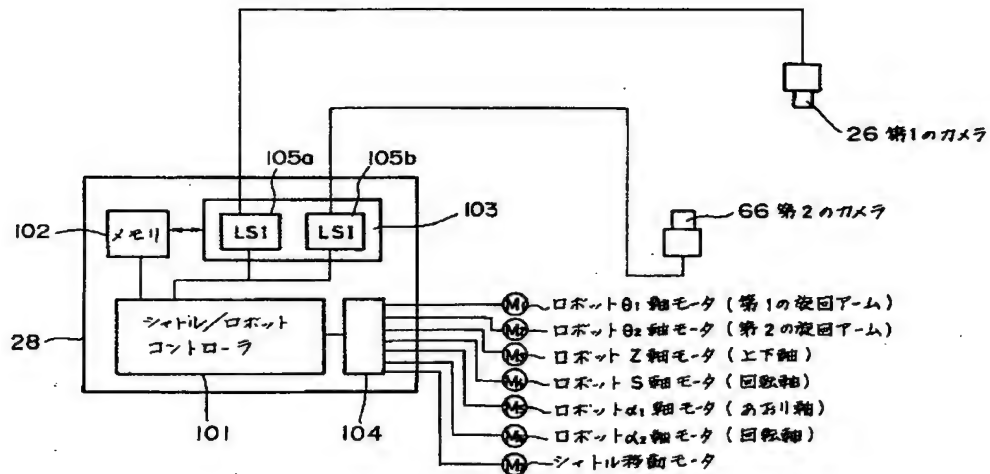 26 第1のカメラ
105a 105b
103
66 第2のカメラ
102 メモリ LSI LSI
M1 ロボットθ1軸モータ(第1の旋回アーム)
シャトル/ロボット
コントローラ
M2 ロボットθ2軸モータ(第2の旋回アーム)
28
M3 ロボットZ軸モータ(上下軸)
M4 ロボットS軸モータ(回転軸)
M5 ロボットα1軸モータ(あおり軸)
101 104
M6 ロボットα2軸モータ(回転軸)
M7 シャトル移動モータ